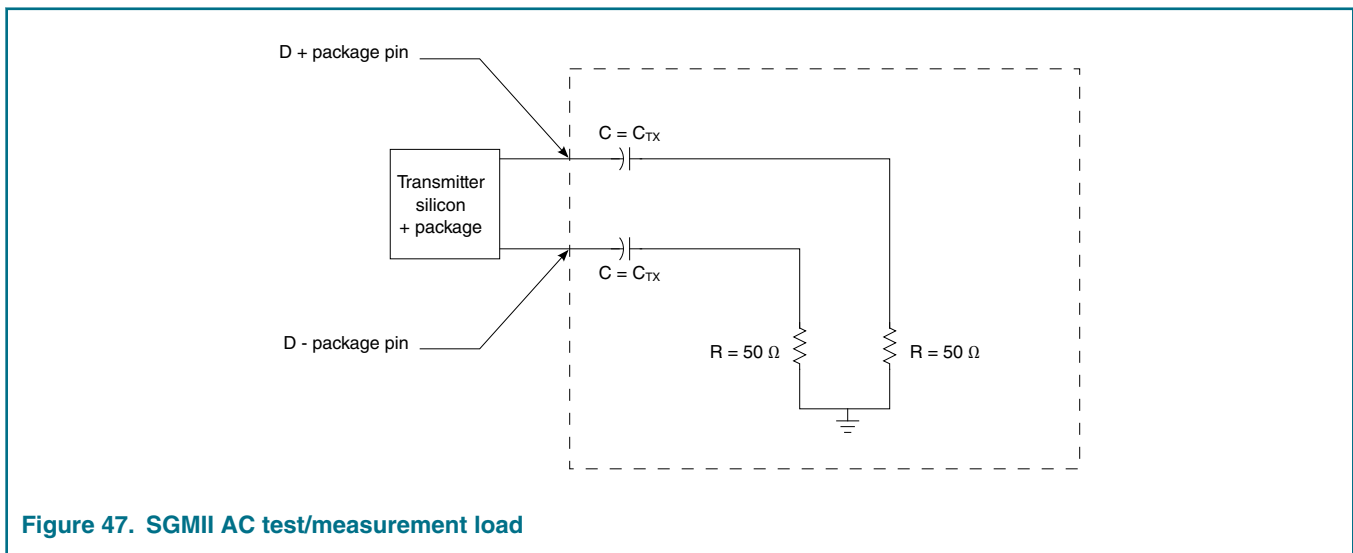 D + package pin
C = CTX
Transmitter
silicon
+ package
C = CTX
D - package pin
R = 50 Ω
R = 50 Ω
Figure 47. SGMII AC test/measurement load